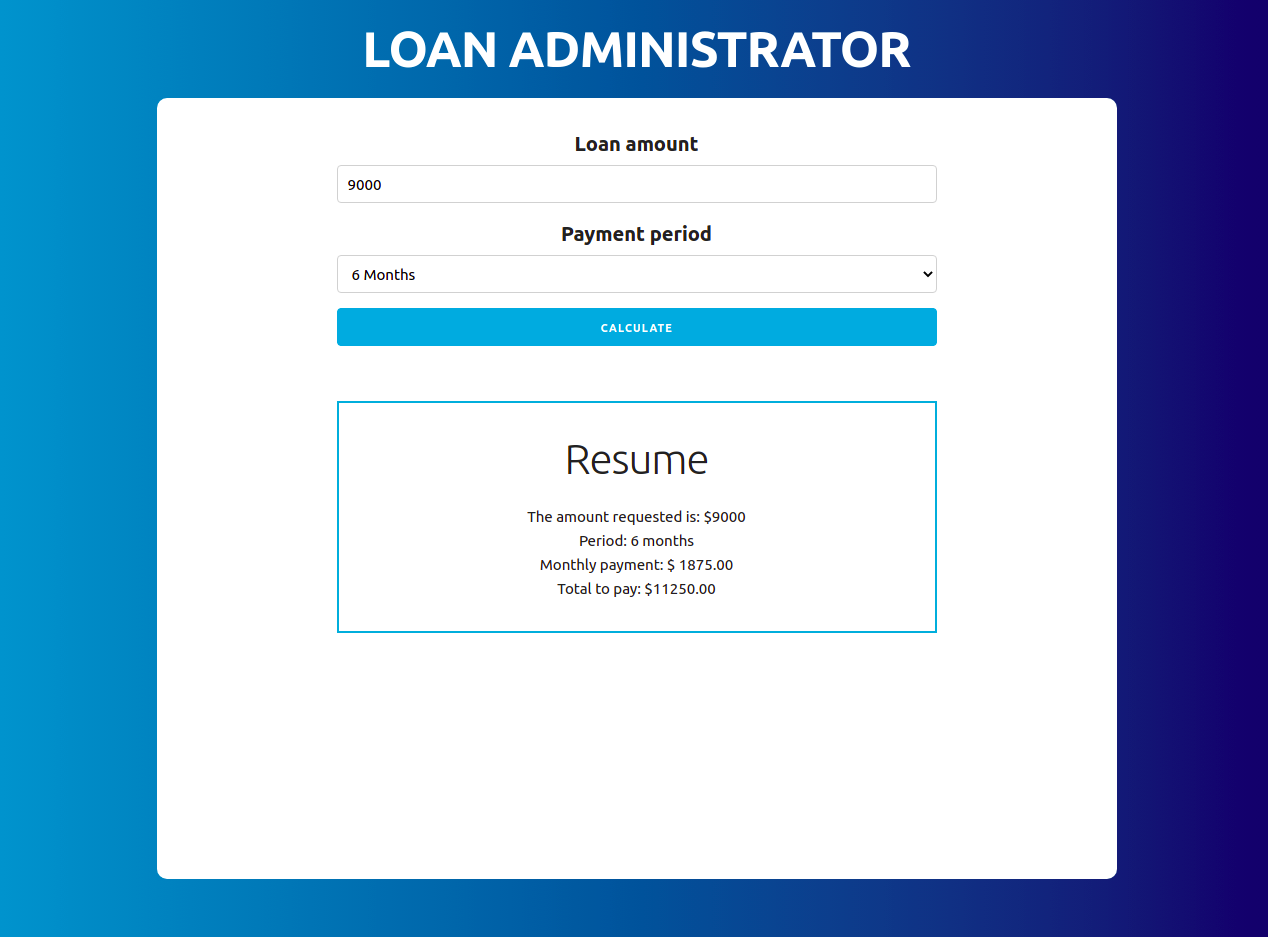 LOAN ADMINISTRATOR
Loan amount
9000
Payment period
6 Months
CALCULATE
Resume
The amount requested is: $9000
Period: 6 months
Monthly payment: $ 1875.00
Total to pay: $11250.00